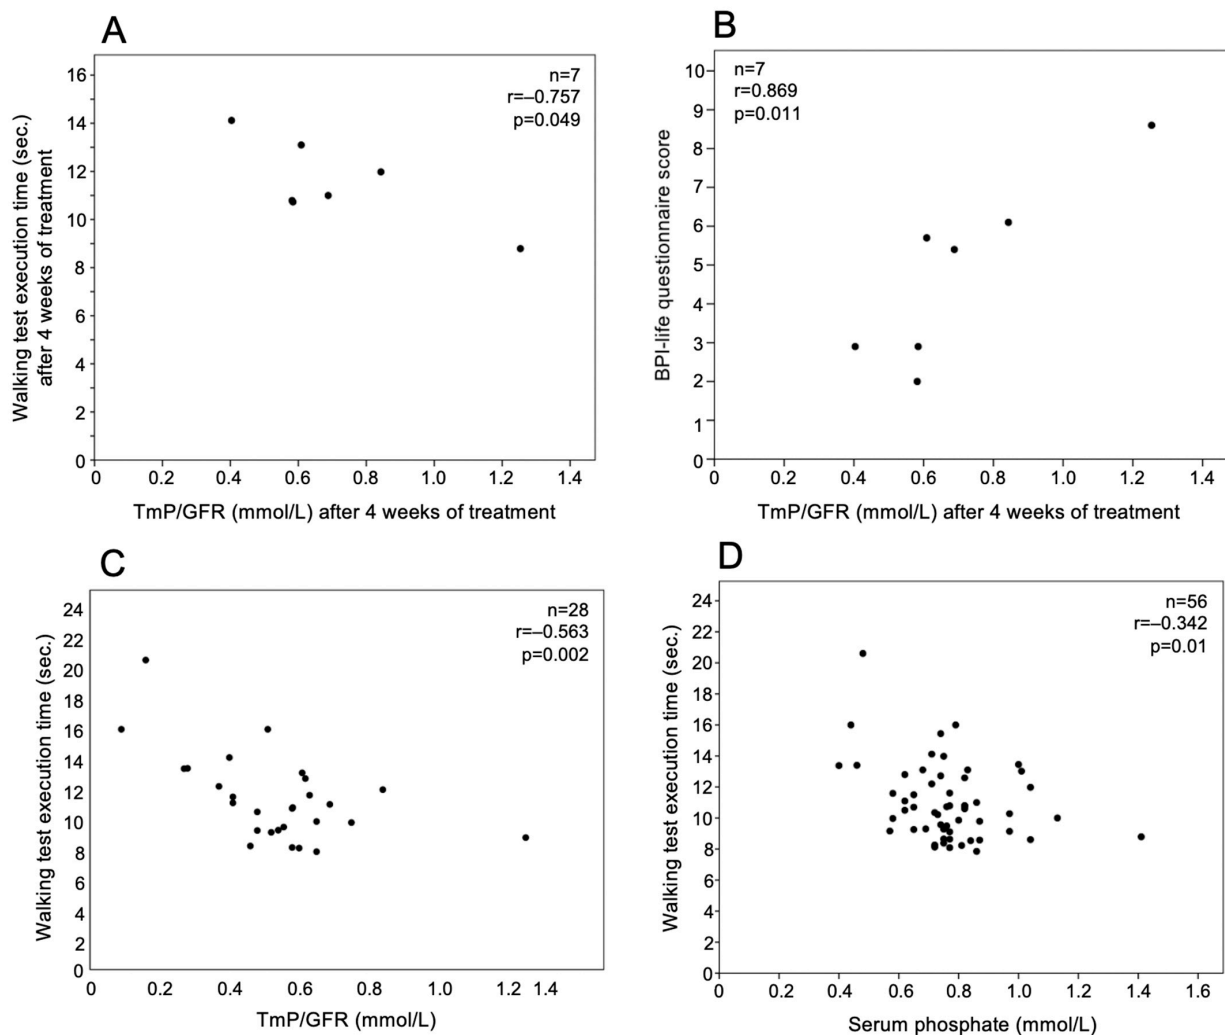 A
16
14
12
10
8
6
4
2
0
n=7
r=–0.757
p=0.049
Walking test execution time (sec.)
after 4 weeks of treatment
0 0.2 0.4 0.6 0.8 1.0 1.2 1.4
TmP/GFR (mmol/L) after 4 weeks of treatment
B
10
9
8
7
6
5
4
3
2
1
0
n=7
r=0.869
p=0.011
BPI-life questionnaire score
0 0.2 0.4 0.6 0.8 1.0 1.2 1.4
TmP/GFR (mmol/L) after 4 weeks of treatment
C
24
22
20
18
16
14
12
10
8
6
4
2
0
n=28
r=–0.563
p=0.002
Walking test execution time (sec.)
0 0.2 0.4 0.6 0.8 1.0 1.2 1.4
TmP/GFR (mmol/L)
D
24
22
20
18
16
14
12
10
8
6
4
2
0
n=56
r=–0.342
p=0.01
Walking test execution time (sec.)
0 0.2 0.4 0.6 0.8 1.0 1.2 1.4 1.6
Serum phosphate (mmol/L)